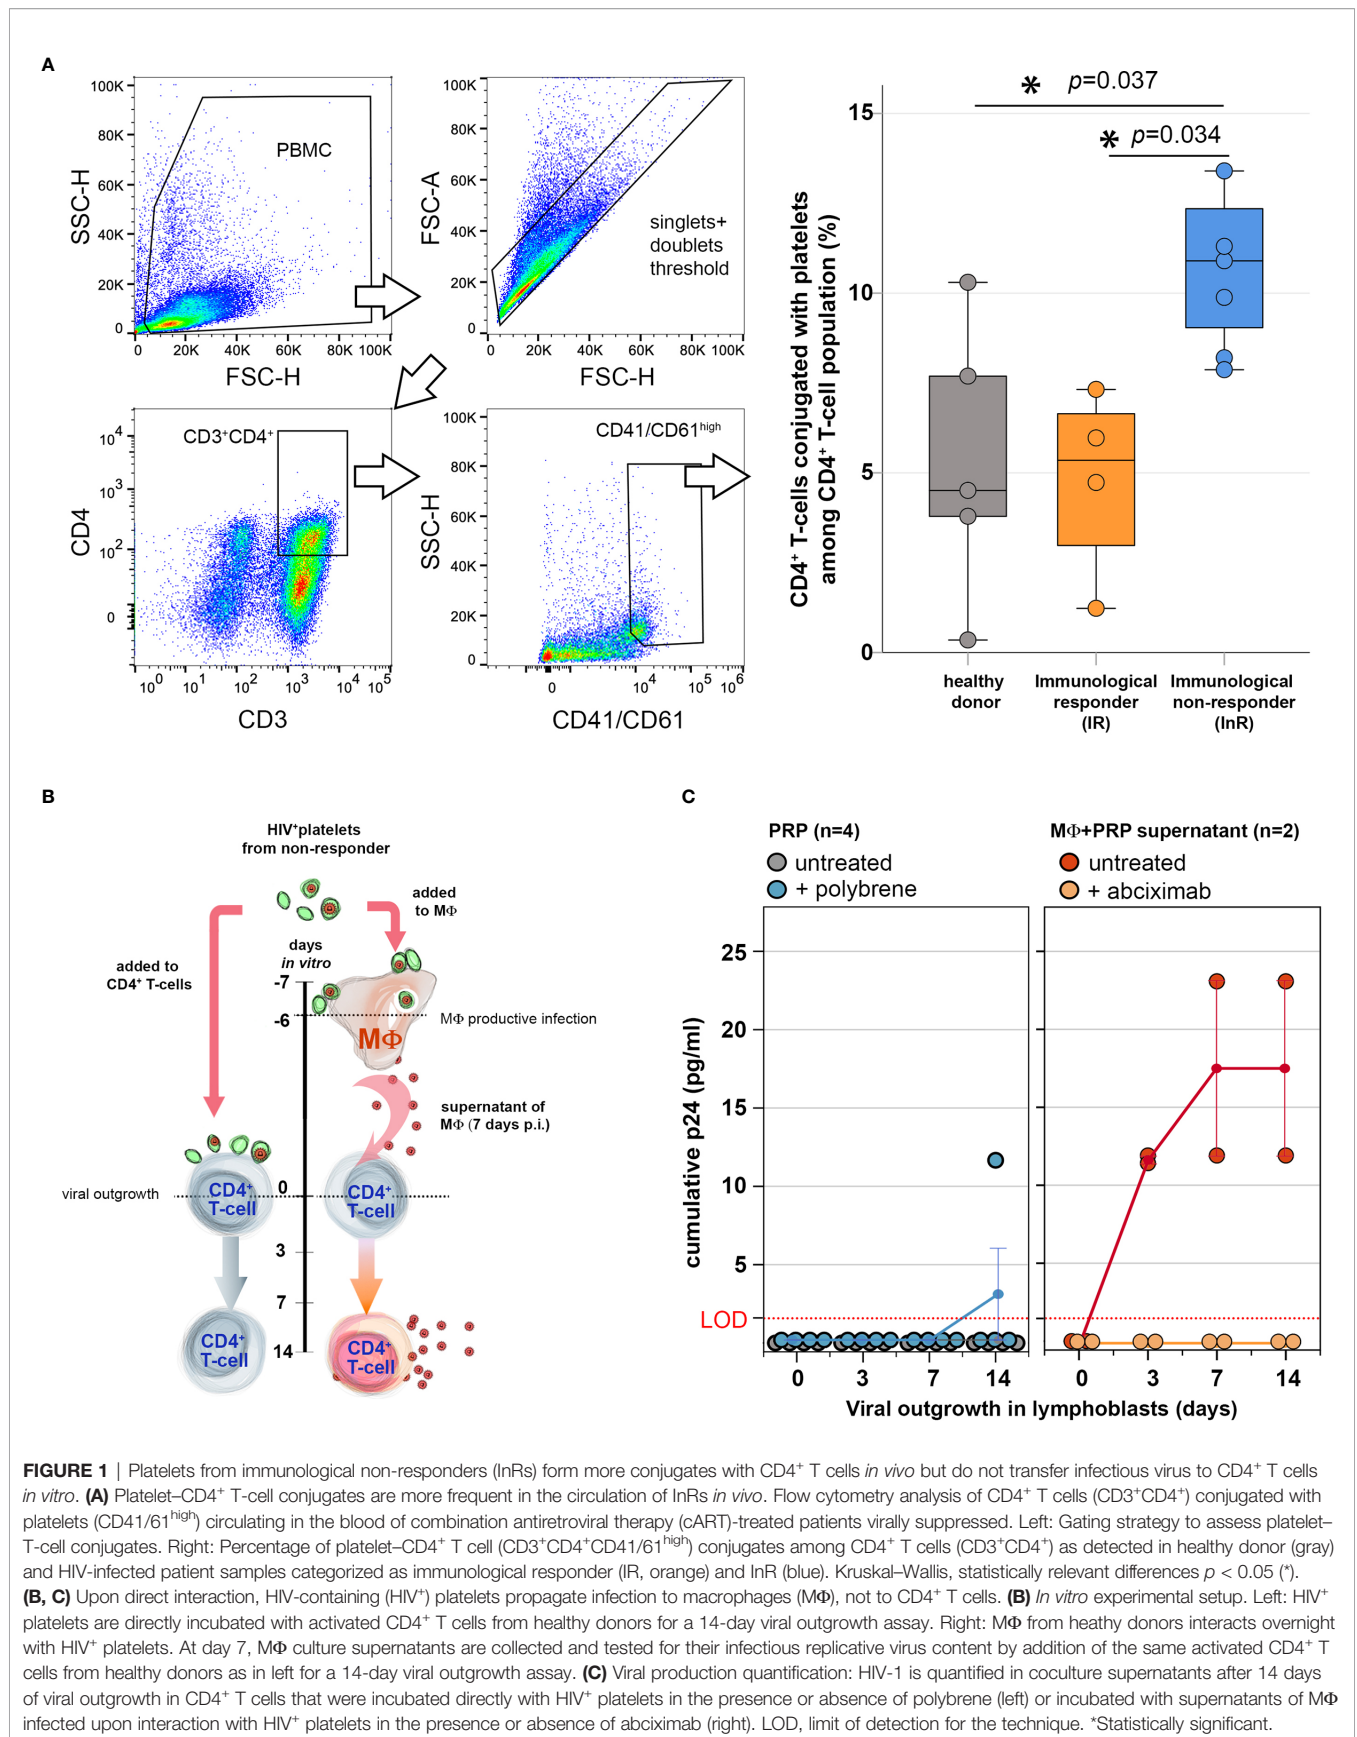 A
100K
80K
60K
40K
20K
0
SSC-H
PBMC
0 20K 40K 60K 80K 100K
FSC-H
100K
80K
60K
40K
20K
0
FSC-A
singlets+
doublets
threshold
0 20K 40K 60K 80K 100K
FSC-H
10⁴
10³
10²
0
CD4
CD3⁺CD4⁺
10⁰ 10¹ 10² 10³ 10⁴ 10⁵
CD3
100K
80K
60K
40K
20K
0
SSC-H
CD41/CD61ʰⁱᵍʰ
0 10⁴ 10⁵ 10⁶
CD41/CD61
CD4⁺ T-cells conjugated with platelets
among CD4⁺ T-cell population (%)
15
10
5
0
* p=0.037
* p=0.034
healthy
donor
Immunological
responder
(IR)
Immunological
non-responder
(InR)
B
HIV⁺platelets
from non-responder
added
to MΦ
added to
CD4⁺ T-cells
days
in vitro
-7
-6
MΦ productive infection
MΦ
supernatant of
MΦ (7 days p.i.)
viral outgrowth
0
CD4⁺
T-cell
CD4⁺
T-cell
3
7
14
CD4⁺
T-cell
CD4⁺
T-cell
C
PRP (n=4)
untreated
+ polybrene
MΦ+PRP supernatant (n=2)
untreated
+ abciximab
cumulative p24 (pg/ml)
25
20
15
10
5
LOD
0 3 7 14
0 3 7 14
Viral outgrowth in lymphoblasts (days)
FIGURE 1 | Platelets from immunological non-responders (InRs) form more conjugates with CD4⁺ T cells in vivo but do not transfer infectious virus to CD4⁺ T cells
in vitro. (A) Platelet–CD4⁺ T-cell conjugates are more frequent in the circulation of InRs in vivo. Flow cytometry analysis of CD4⁺ T cells (CD3⁺CD4⁺) conjugated with
platelets (CD41/61ʰⁱᵍʰ) circulating in the blood of combination antiretroviral therapy (cART)-treated patients virally suppressed. Left: Gating strategy to assess platelet–
T-cell conjugates. Right: Percentage of platelet–CD4⁺ T cell (CD3⁺CD4⁺CD41/61ʰⁱᵍʰ) conjugates among CD4⁺ T cells (CD3⁺CD4⁺) as detected in healthy donor (gray)
and HIV-infected patient samples categorized as immunological responder (IR, orange) and InR (blue). Kruskal–Wallis, statistically relevant differences p < 0.05 (*).
(B, C) Upon direct interaction, HIV-containing (HIV⁺) platelets propagate infection to macrophages (MΦ), not to CD4⁺ T cells. (B) In vitro experimental setup. Left: HIV⁺
platelets are directly incubated with activated CD4⁺ T cells from healthy donors for a 14-day viral outgrowth assay. Right: MΦ from heathy donors interacts overnight
with HIV⁺ platelets. At day 7, MΦ culture supernatants are collected and tested for their infectious replicative virus content by addition of the same activated CD4⁺ T
cells from healthy donors as in left for a 14-day viral outgrowth assay. (C) Viral production quantification: HIV-1 is quantified in coculture supernatants after 14 days
of viral outgrowth in CD4⁺ T cells that were incubated directly with HIV⁺ platelets in the presence or absence of polybrene (left) or incubated with supernatants of MΦ
infected upon interaction with HIV⁺ platelets in the presence or absence of abciximab (right). LOD, limit of detection for the technique. *Statistically significant.